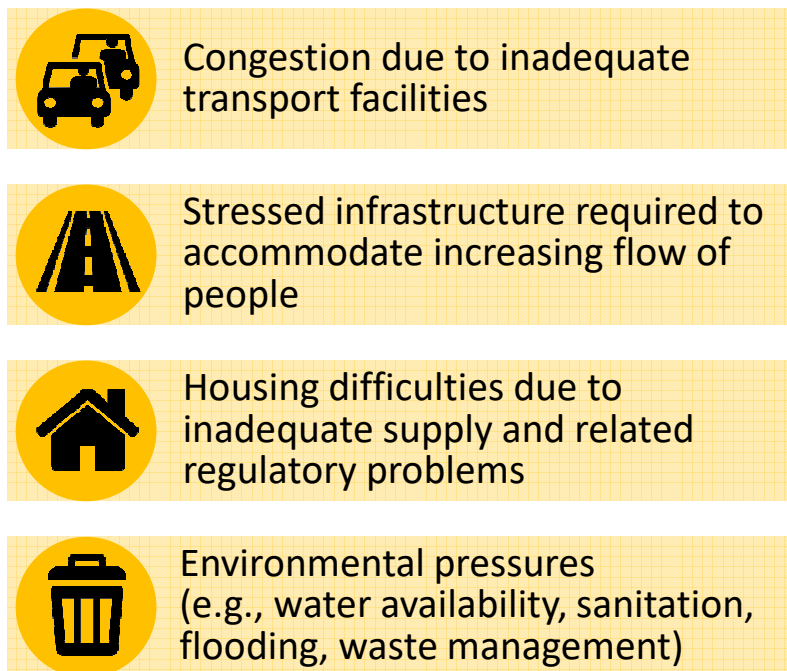 Congestion due to inadequate
transport facilities
Stressed infrastructure required to
accommodate increasing flow of
people
Housing difficulties due to
inadequate supply and related
regulatory problems
Environmental pressures
(e.g., water availability, sanitation,
flooding, waste management)